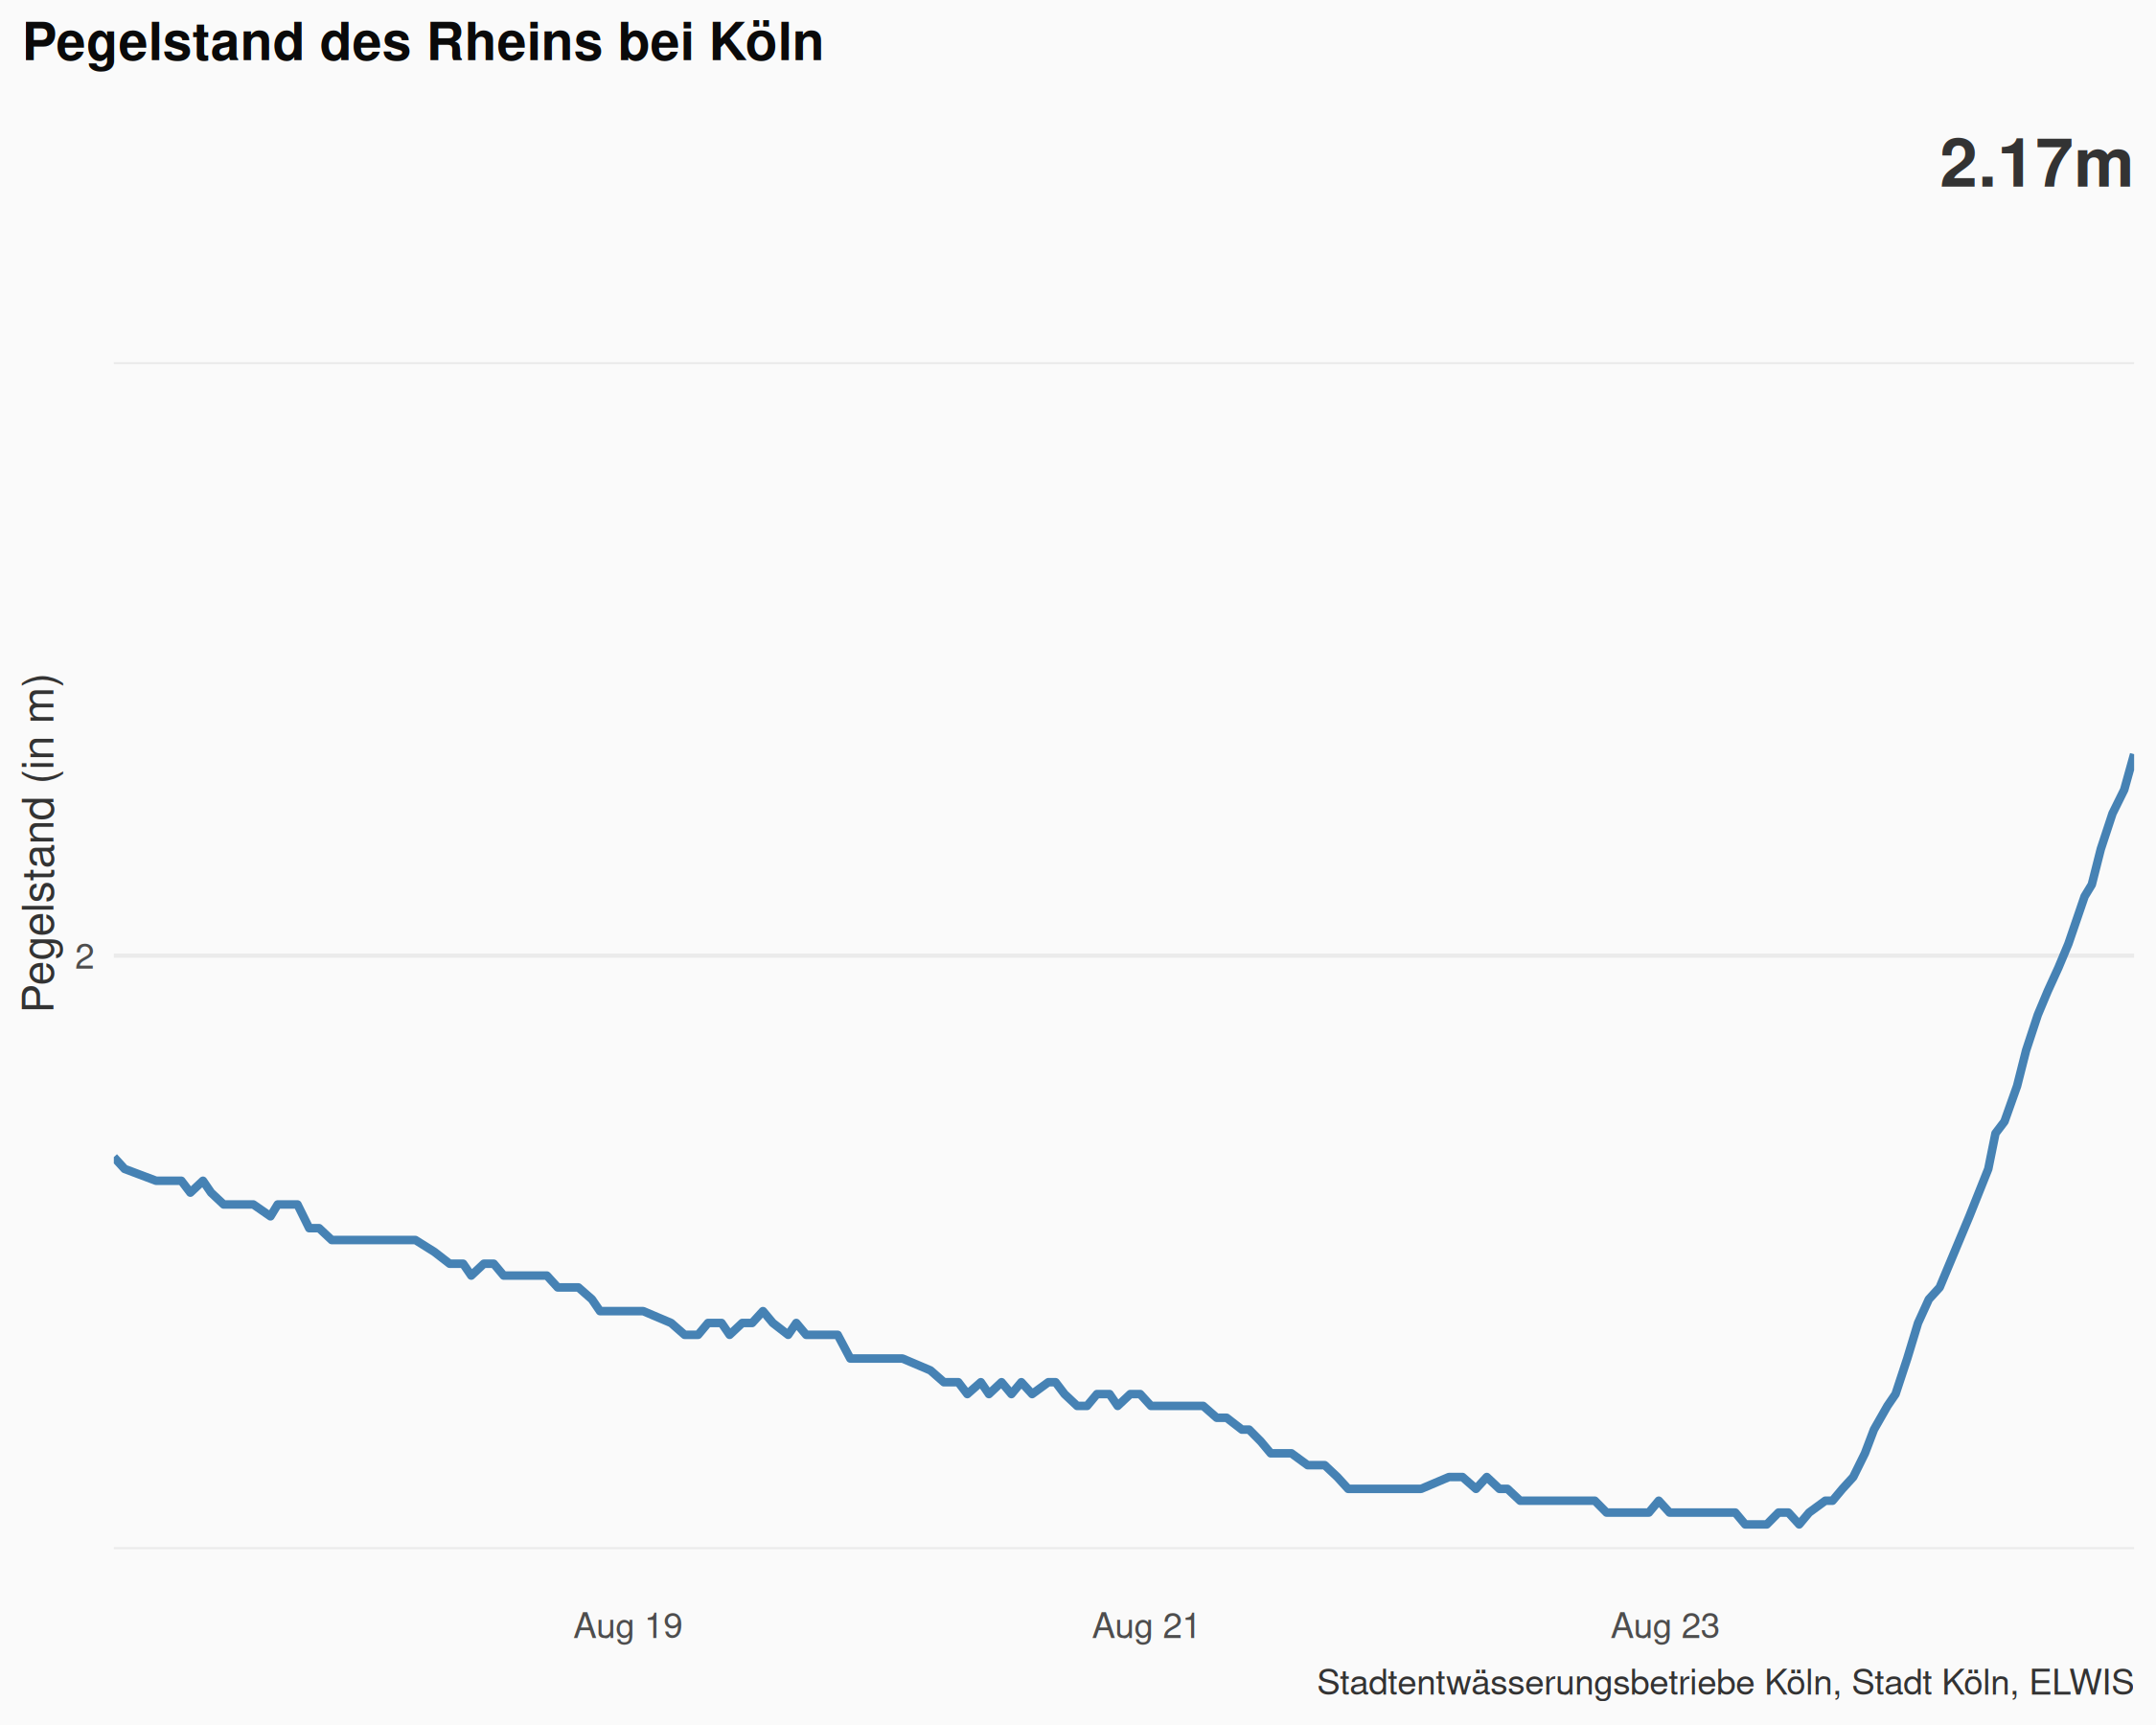 Pegelstand des Rheins bei Köln
2.17m
Pegelstand (in m)
2
Aug 19
Aug 21
Aug 23
Stadtentwässerungsbetriebe Köln, Stadt Köln, ELWIS